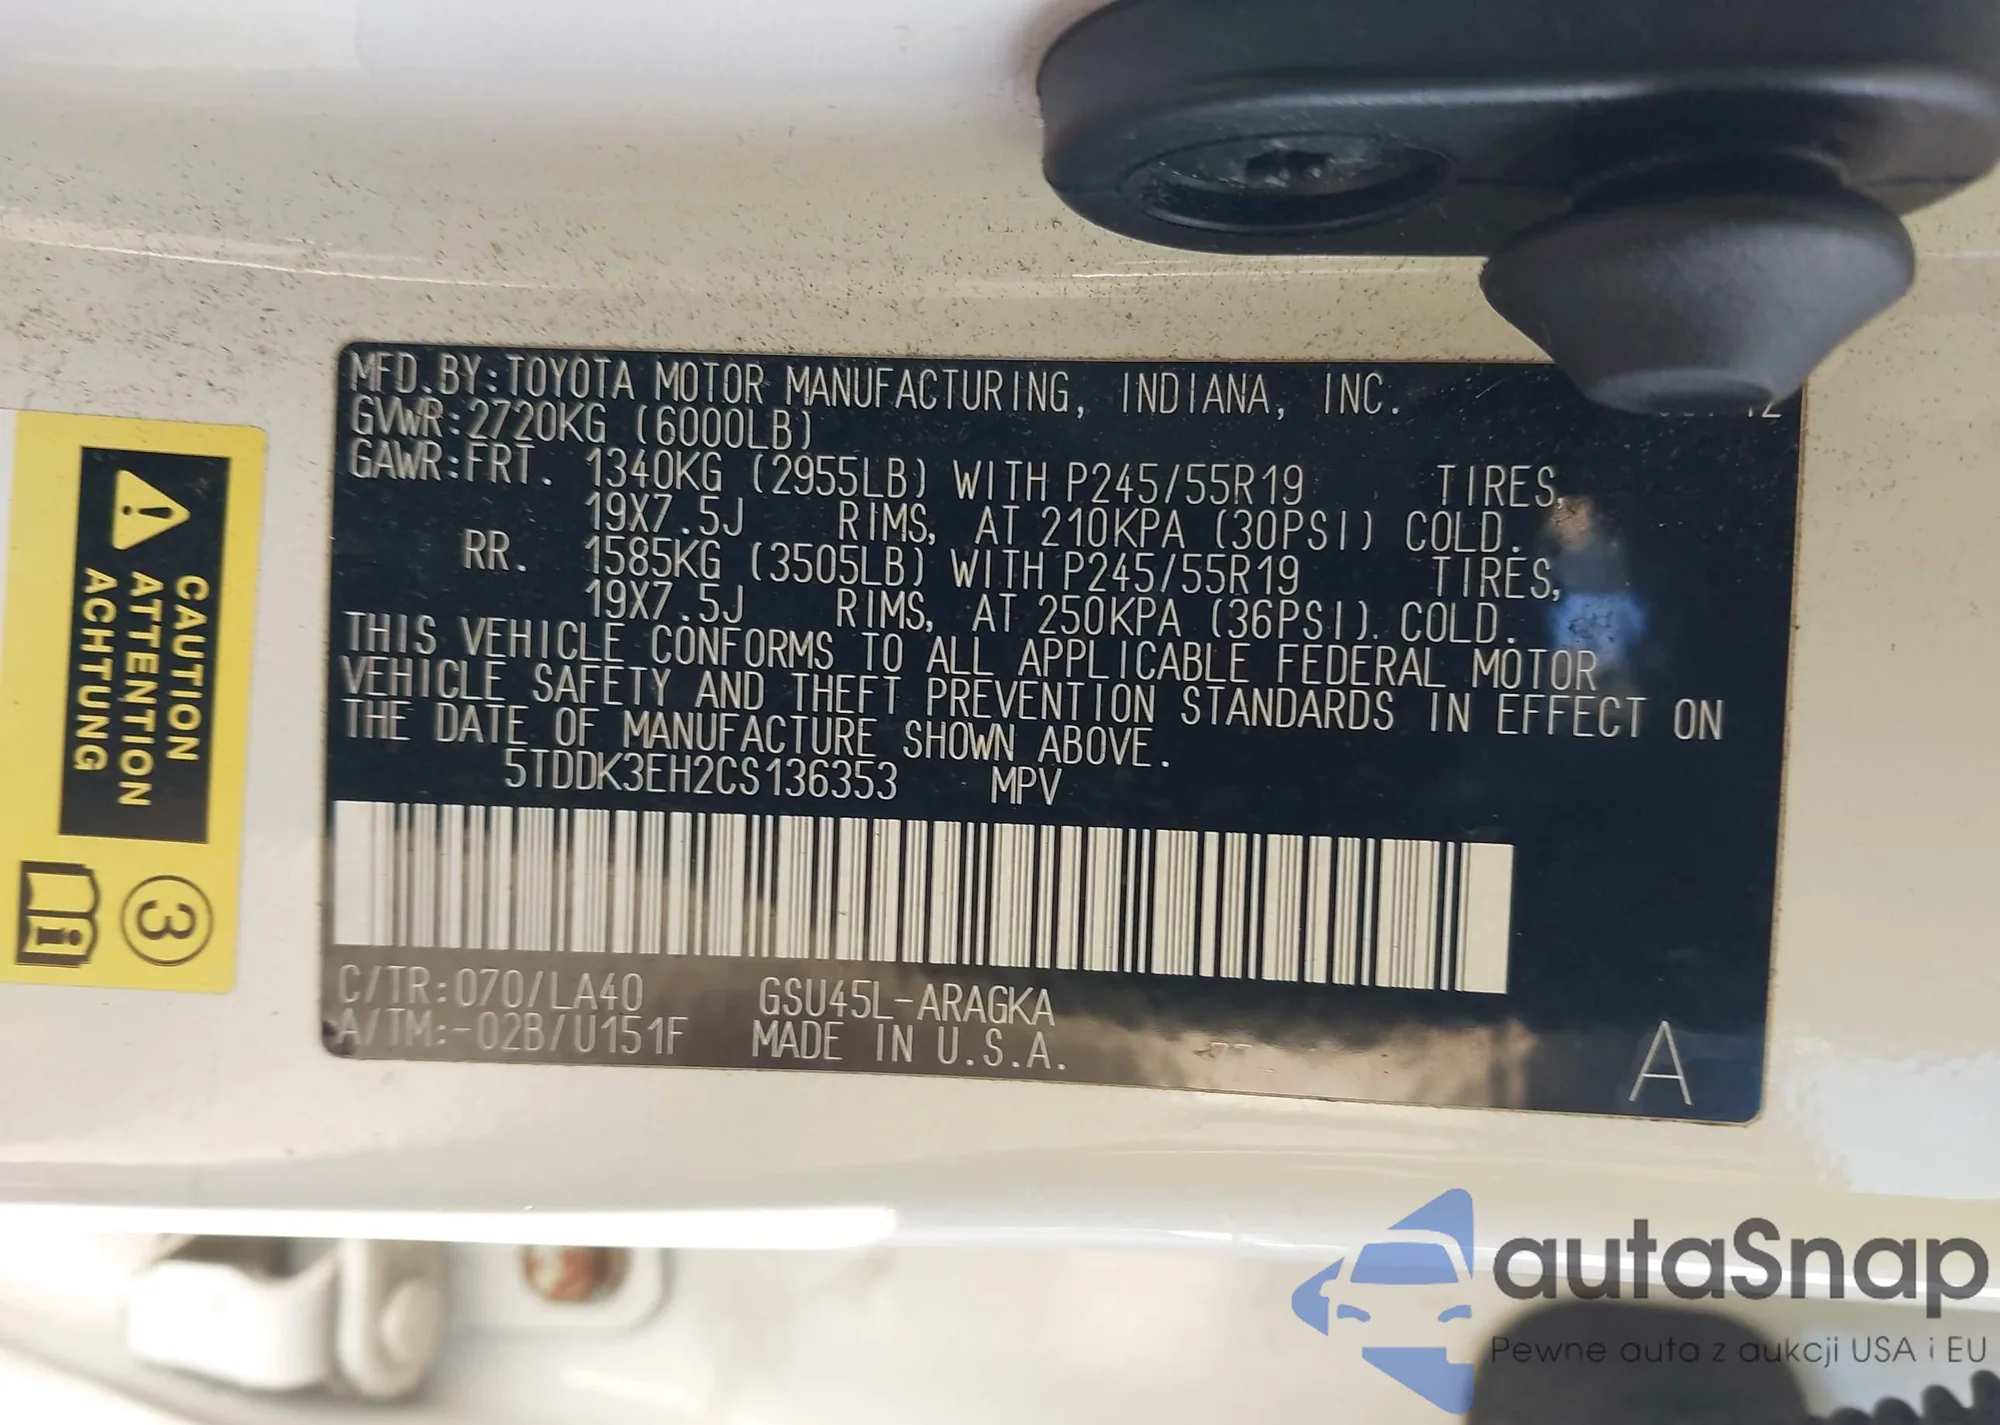 MFD.BY:TOYOTA MOTOR MANUFACTURING, INDIANA, INC.
GVWR:2720KG (6000LB)
GAWR:FRT. 1340KG (2955LB) WITH P245/55R19 TIRES,
19X7.5J RIMS, AT 210KPA (30PSI) COLD.
RR. 1585KG (3505LB) WITH P245/55R19 TIRES,
19X7.5J RIMS, AT 250KPA (36PSI). COLD.
THIS VEHICLE CONFORMS TO ALL APPLICABLE FEDERAL MOTOR
VEHICLE SAFETY AND THEFT PREVENTION STANDARDS IN EFFECT ON
THE DATE OF MANUFACTURE SHOWN ABOVE.
5TDDK3EH2CS136353 MPV
C/TR:070/LA40 GSU45L-ARAGKA
A/TM:-02B/U151F MADE IN U.S.A.
A
CAUTION
ATTENTION
ACHTUNG
3
autaSnap
Pewne auta z aukcji USA i EU